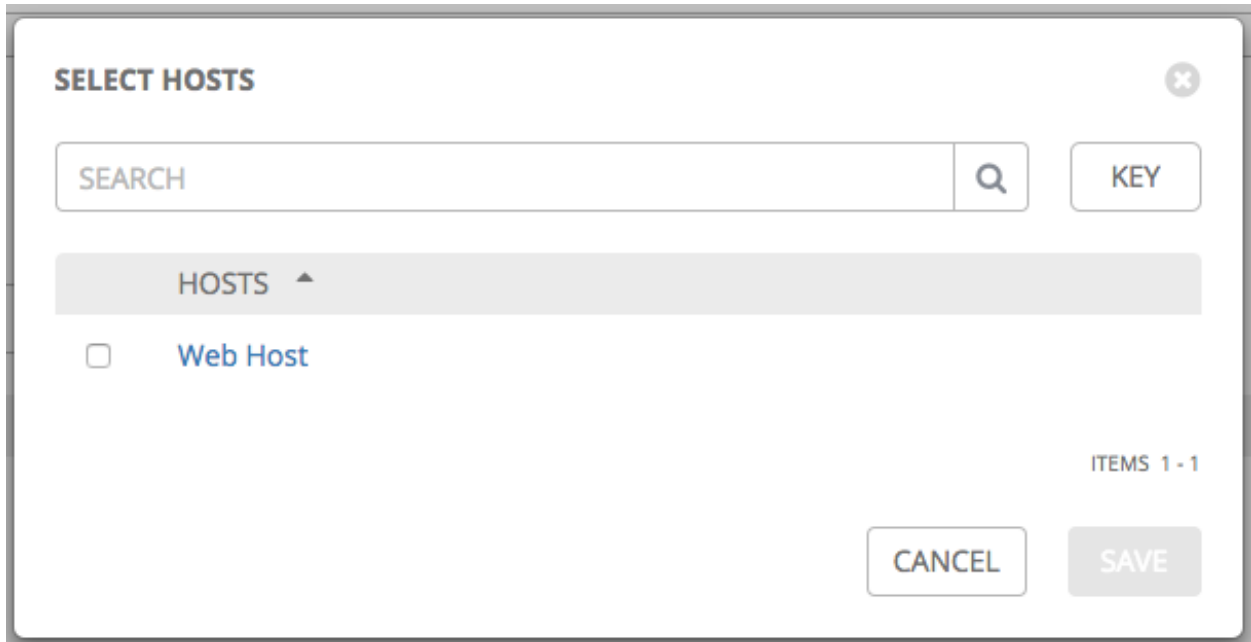 SELECT HOSTS
SEARCH
KEY
HOSTS
Web Host
ITEMS 1 - 1
CANCEL
SAVE